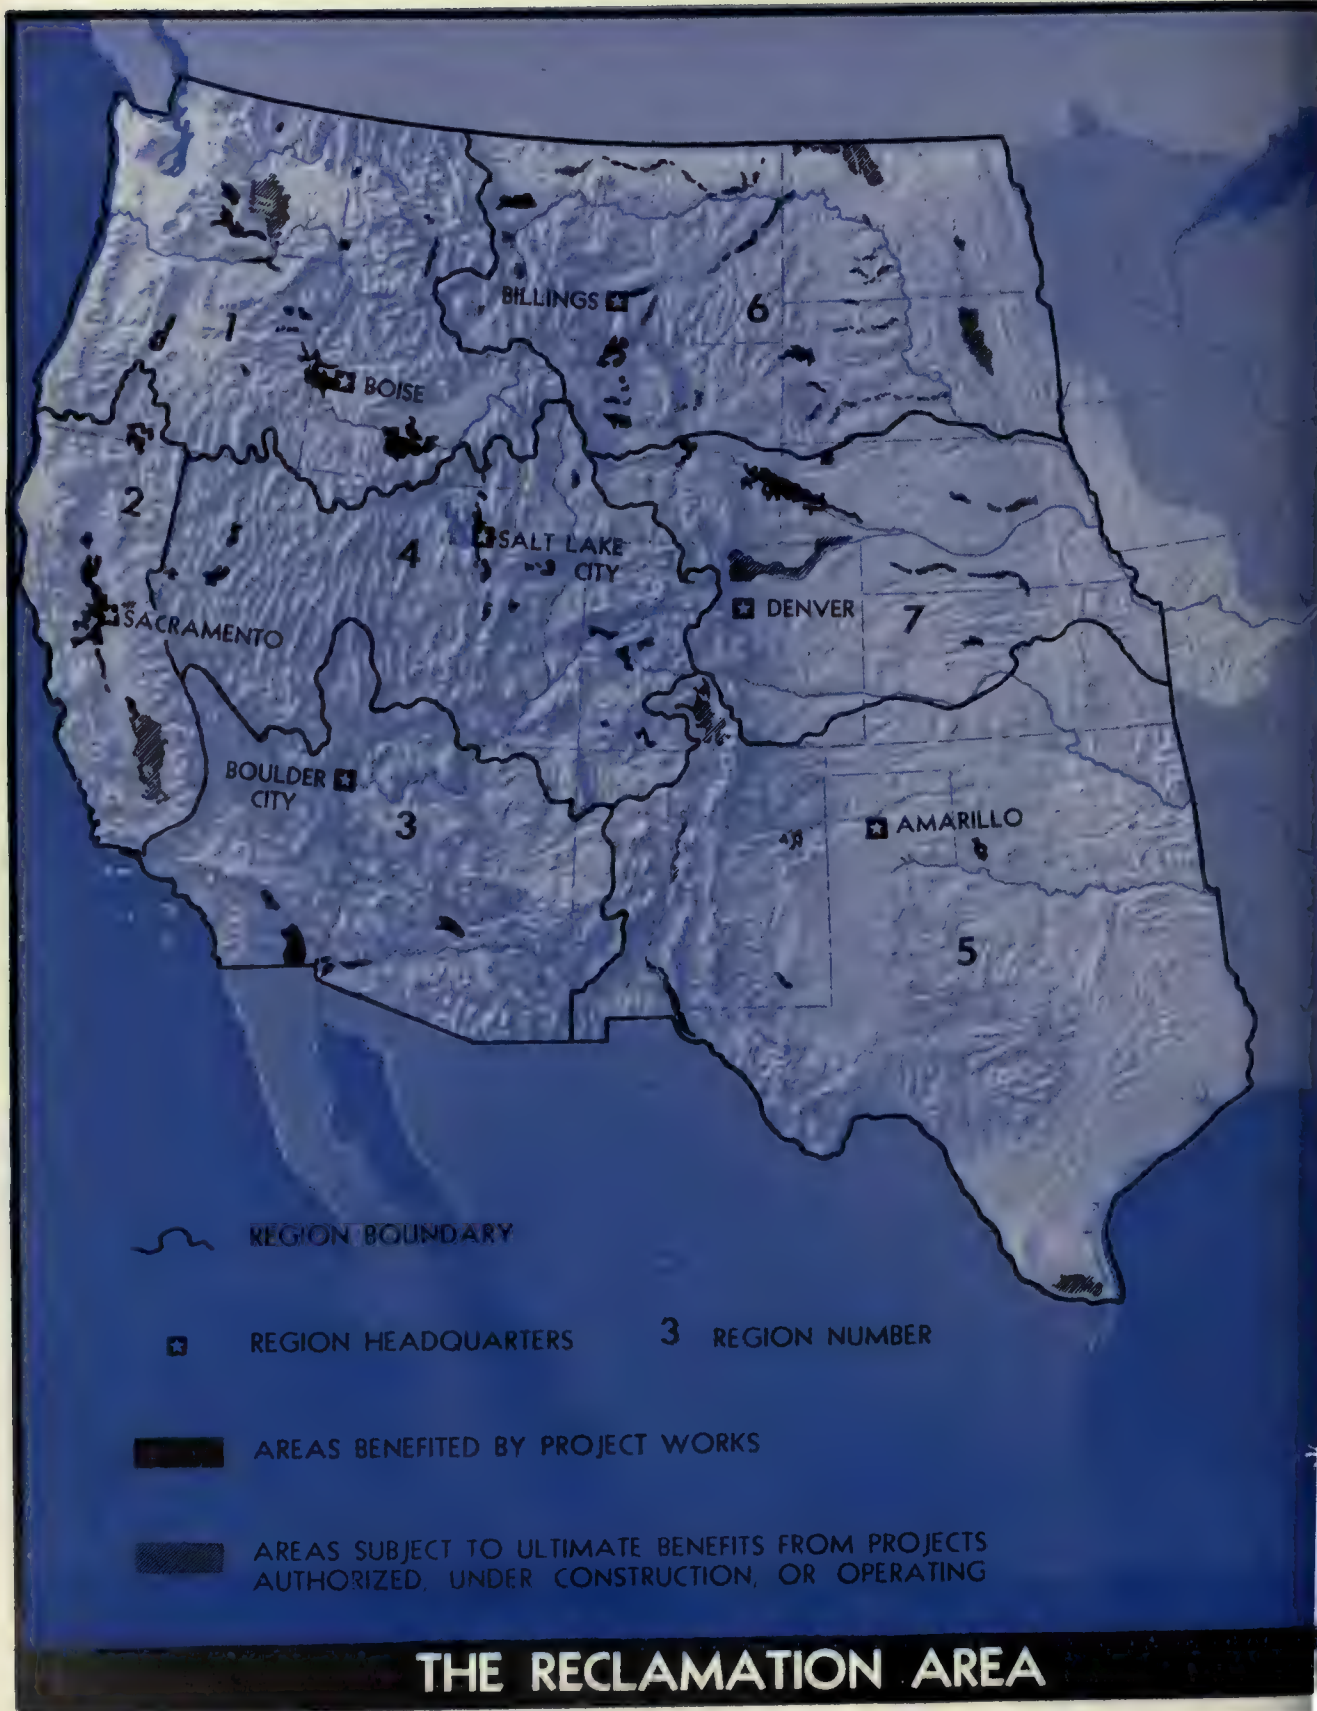 BILLINGS
6
1
BOISE
2
4
SALT LAKE
CITY
SACRAMENTO
DENVER
7
BOULDER
CITY
3
AMARILLO
5
REGION BOUNDARY
REGION HEADQUARTERS
3 REGION NUMBER
AREAS BENEFITED BY PROJECT WORKS
AREAS SUBJECT TO ULTIMATE BENEFITS FROM PROJECTS
AUTHORIZED, UNDER CONSTRUCTION, OR OPERATING
THE RECLAMATION AREA